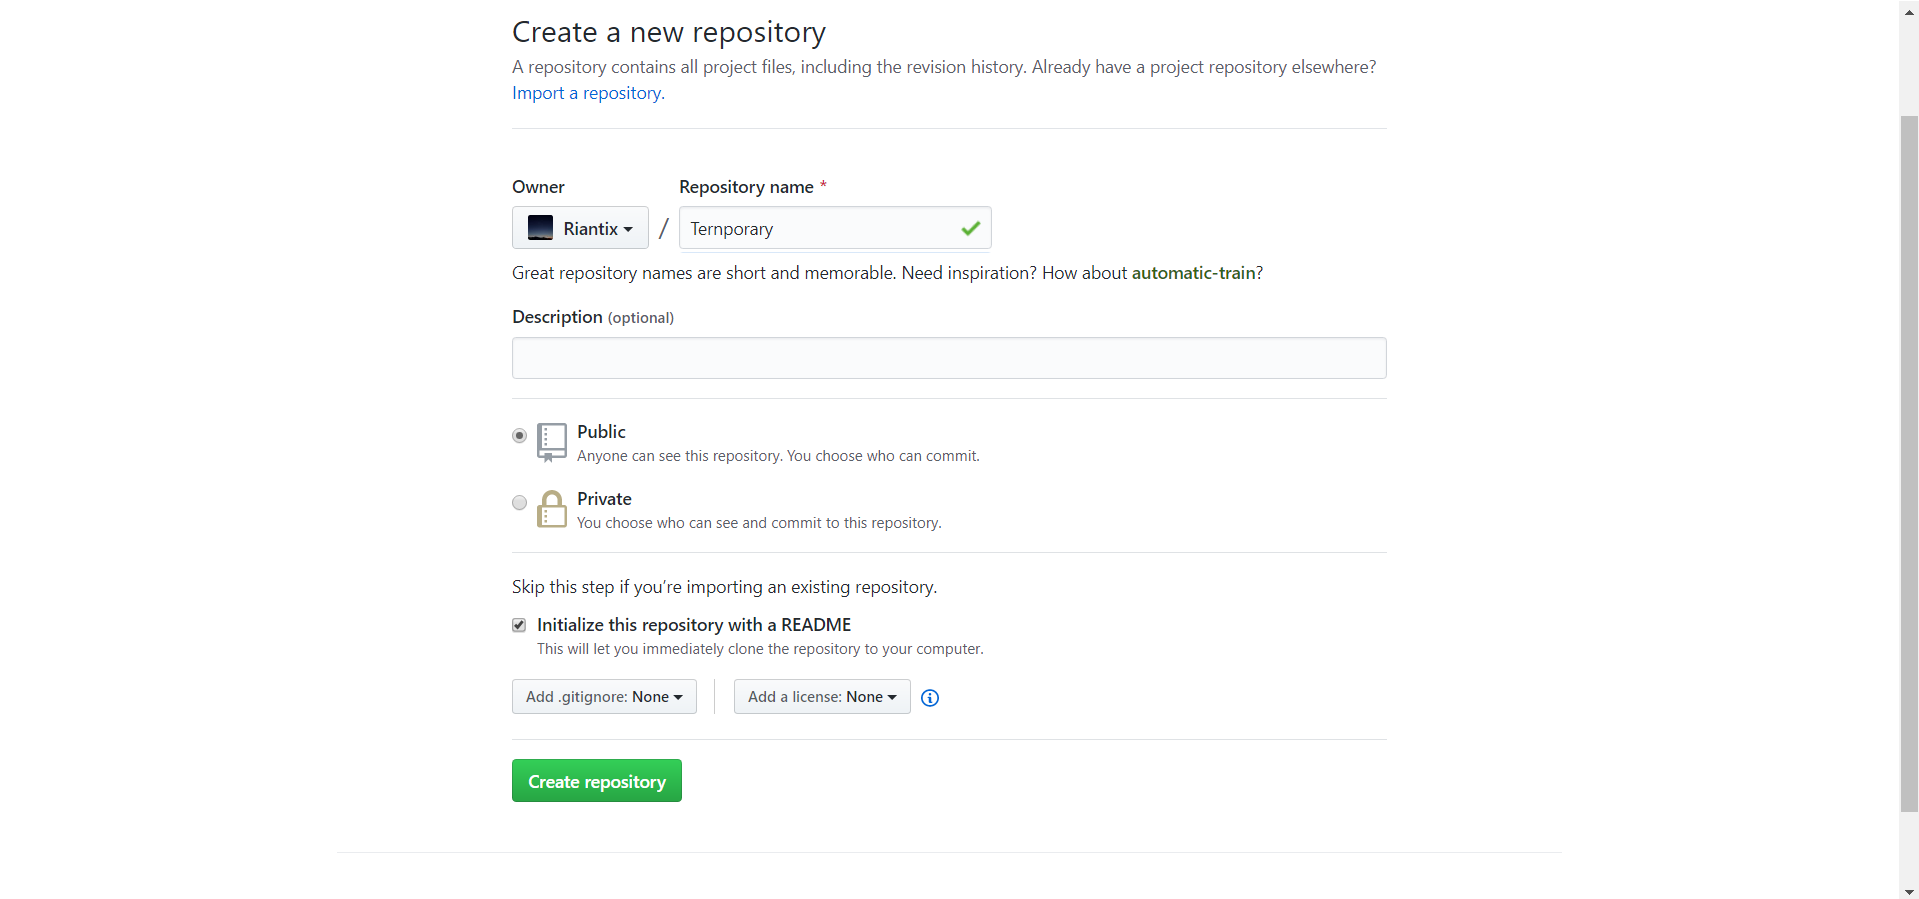 Create a new repository
A repository contains all project files, including the revision history. Already have a project repository elsewhere?
Import a repository.
Owner
Repository name *
Riantix / Ternporary
Great repository names are short and memorable. Need inspiration? How about automatic-train?
Description (optional)
Public
Anyone can see this repository. You choose who can commit.
Private
You choose who can see and commit to this repository.
Skip this step if you’re importing an existing repository.
Initialize this repository with a README
This will let you immediately clone the repository to your computer.
Add .gitignore: None
Add a license: None
Create repository